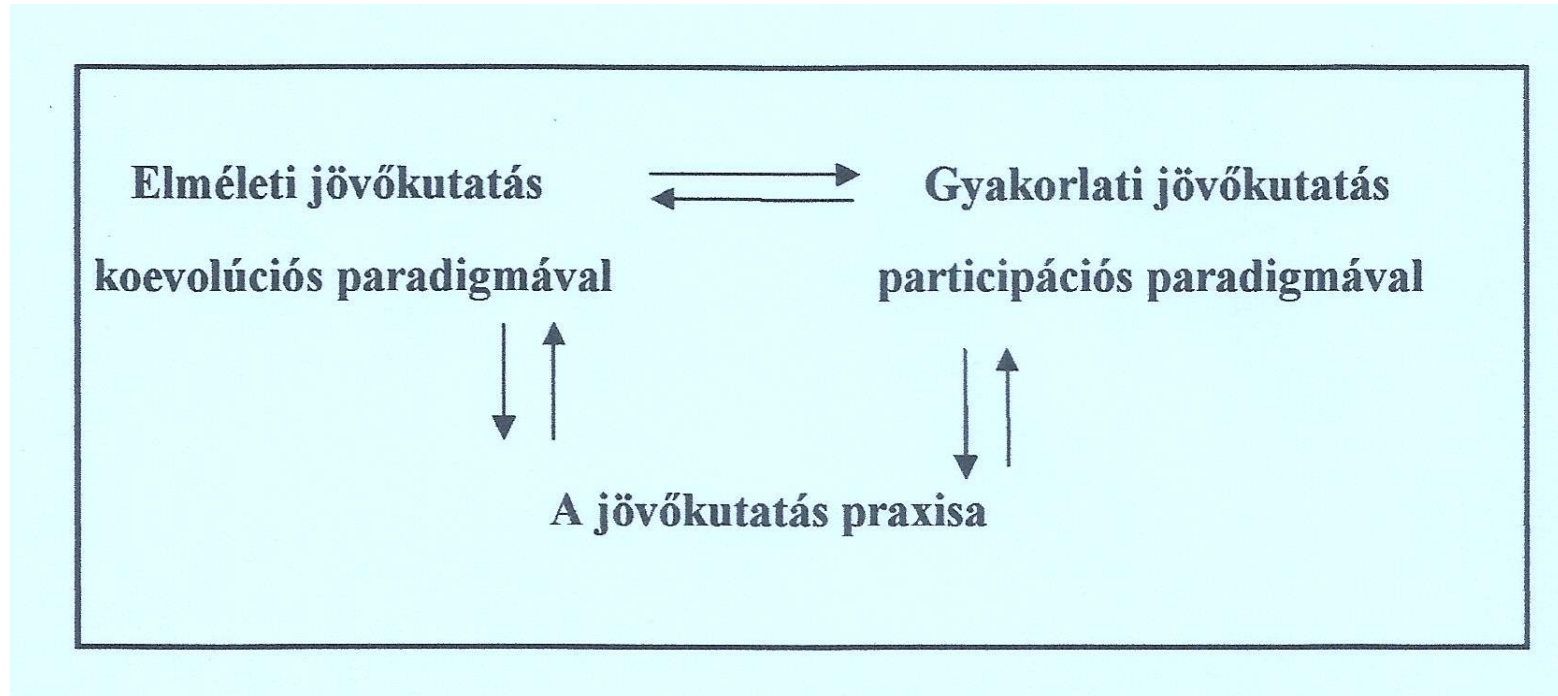 Elméleti jövőkutatás
Gyakorlati jövőkutatás
koevolúciós paradigmával
participációs paradigmával
A jövőkutatás praxisa